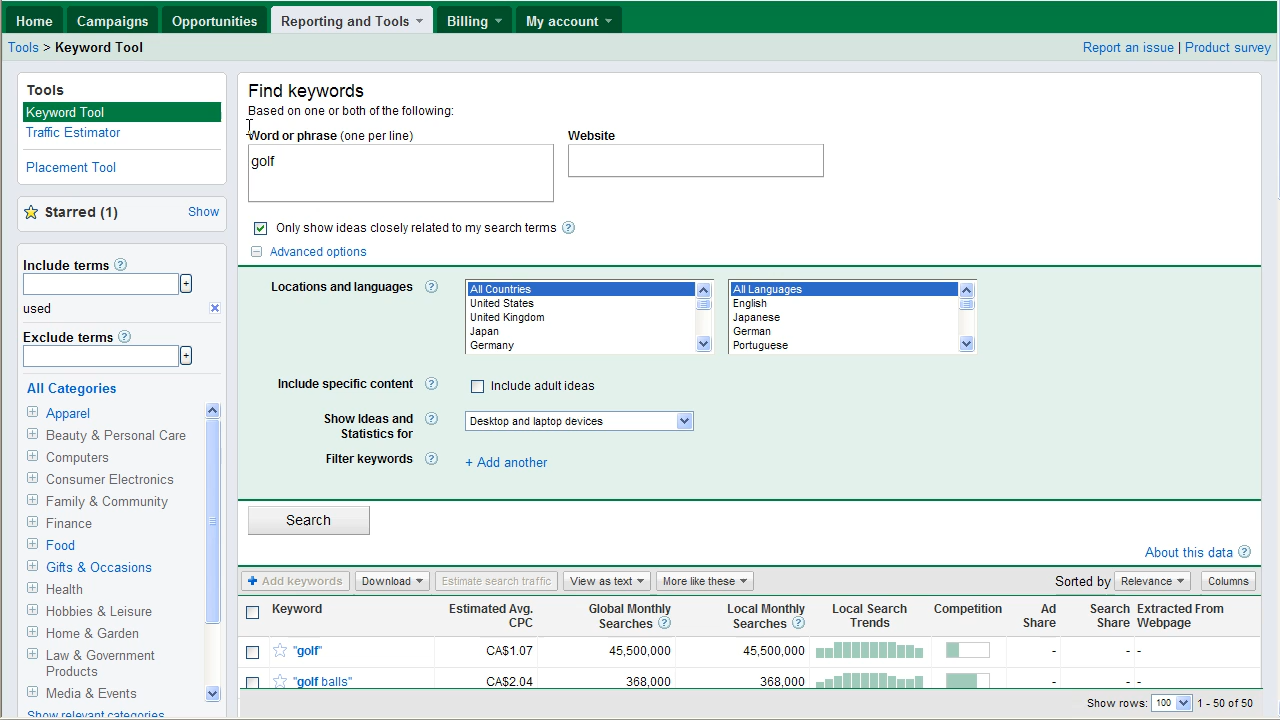 Home Campaigns Opportunities Reporting and Tools Billing My account
Tools > Keyword Tool
Report an issue | Product survey
Tools
Keyword Tool
Traffic Estimator
Placement Tool
Starred (1) Show
Include terms ?
+
used
Exclude terms ?
+
All Categories
Apparel
Beauty & Personal Care
Computers
Consumer Electronics
Family & Community
Finance
Food
Gifts & Occasions
Health
Hobbies & Leisure
Home & Garden
Law & Government
Products
Media & Events
Show relevant categories
Find keywords
Based on one or both of the following:
Word or phrase (one per line) Website
golf
Only show ideas closely related to my search terms ?
Advanced options
Locations and languages ?
All Countries
United States
United Kingdom
Japan
Germany
All Languages
English
Japanese
German
Portuguese
Include specific content ? Include adult ideas
Show Ideas and
Statistics for ? Desktop and laptop devices
Filter keywords ? + Add another
Search
About this data ?
+ Add keywords Download Estimate search traffic View as text More like these Sorted by Relevance Columns
Keyword
Estimated Avg.
CPC
Global Monthly
Searches ?
Local Monthly
Searches ?
Local Search
Trends
Competition
Ad
Share
Search
Share
Extracted From
Webpage
"golf" CA$1.07 45,500,000 45,500,000 - - -
"golf balls" CA$2.04 368,000 368,000 - - -
Show rows: 100 1 - 50 of 50